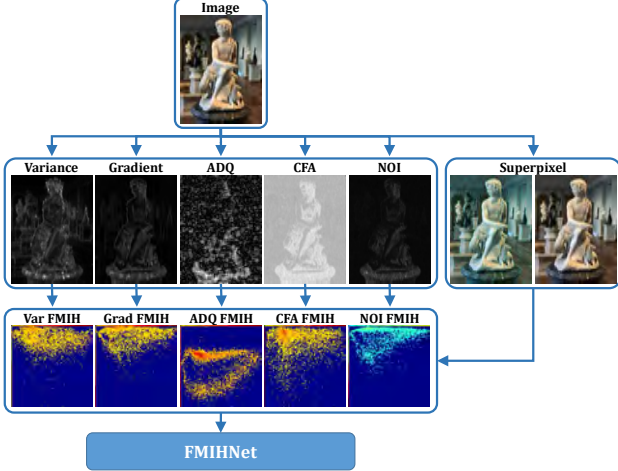 Image
Variance Gradient ADQ CFA NOI Superpixel
Var FMIH Grad FMIH ADQ FMIH CFA FMIH NOI FMIH
FMIHNet